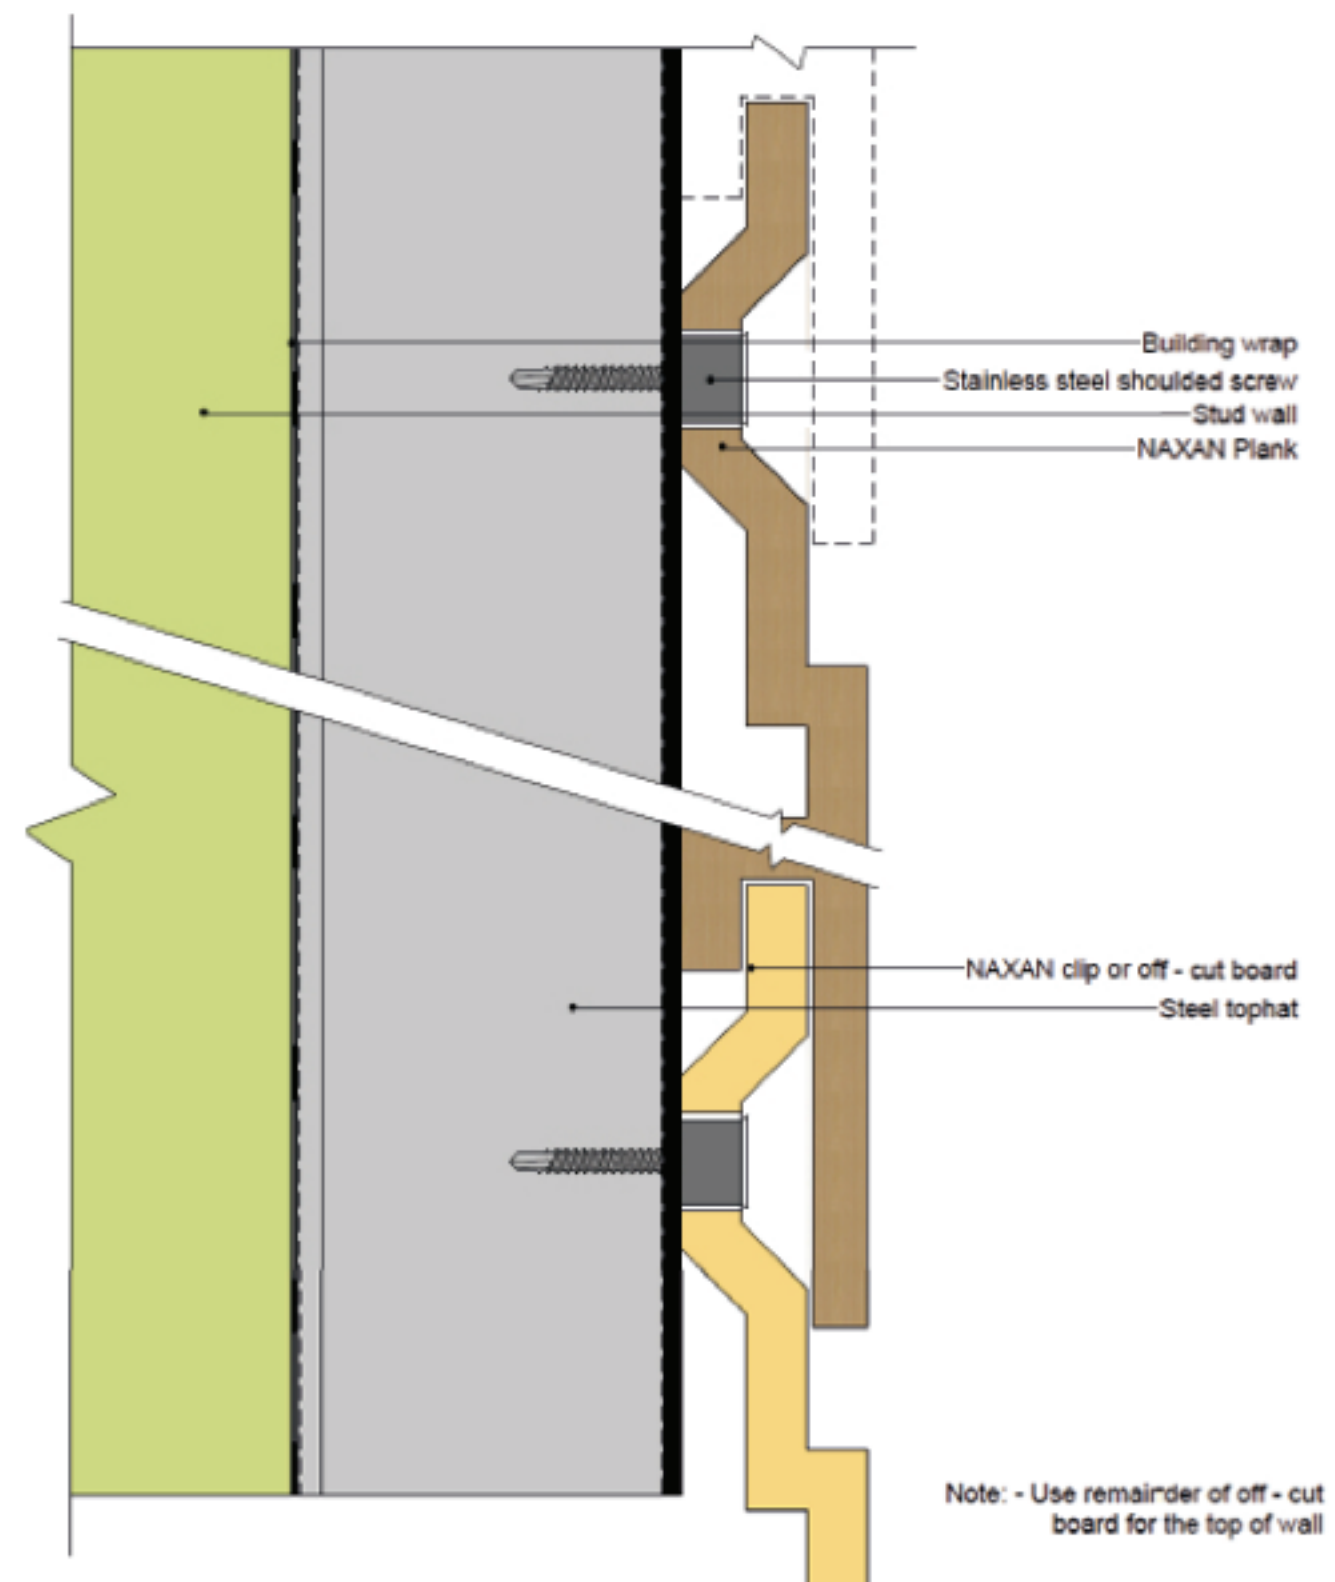 Building wrap
Stainless steel shoulded screw
Stud wall
NAXAN Plank
NAXAN clip or off - cut board
Steel tophat
Note: - Use remainder of off - cut
board for the top of wall